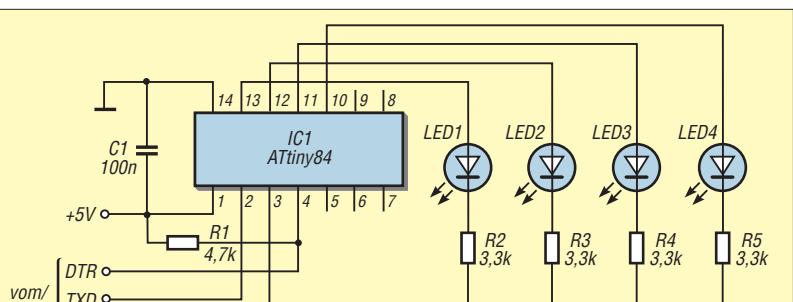 14 13 12 11 10 9 8
IC1
ATtiny84
1 2 3 4 5 6 7
C1
100n
+5V
R1
4,7k
DTR
vom/
TXD
LED1 LED2 LED3 LED4
R2
3,3k
R3
3,3k
R4
3,3k
R5
3,3k